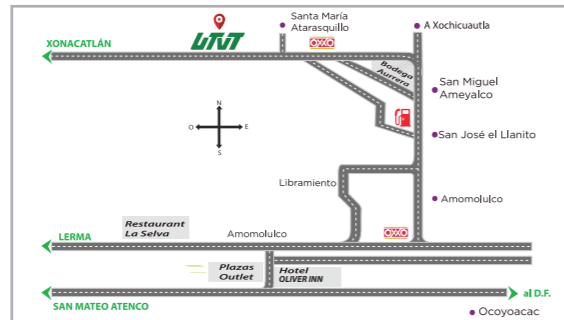 Santa María
Atarasquillo
A Xochicuautla
UTVT
OXXO
XONACATLÁN
Bodega
Aurrera
San Miguel
Ameyalco
N
O
E
S
San José el Llanito
Libramiento
Amomolulco
Restaurant
La Selva
Amomolulco
OXXO
LERMA
Plazas
Outlet
Hotel
OLIVER INN
al D.F.
SAN MATEO ATENCO
Ocoyoacac